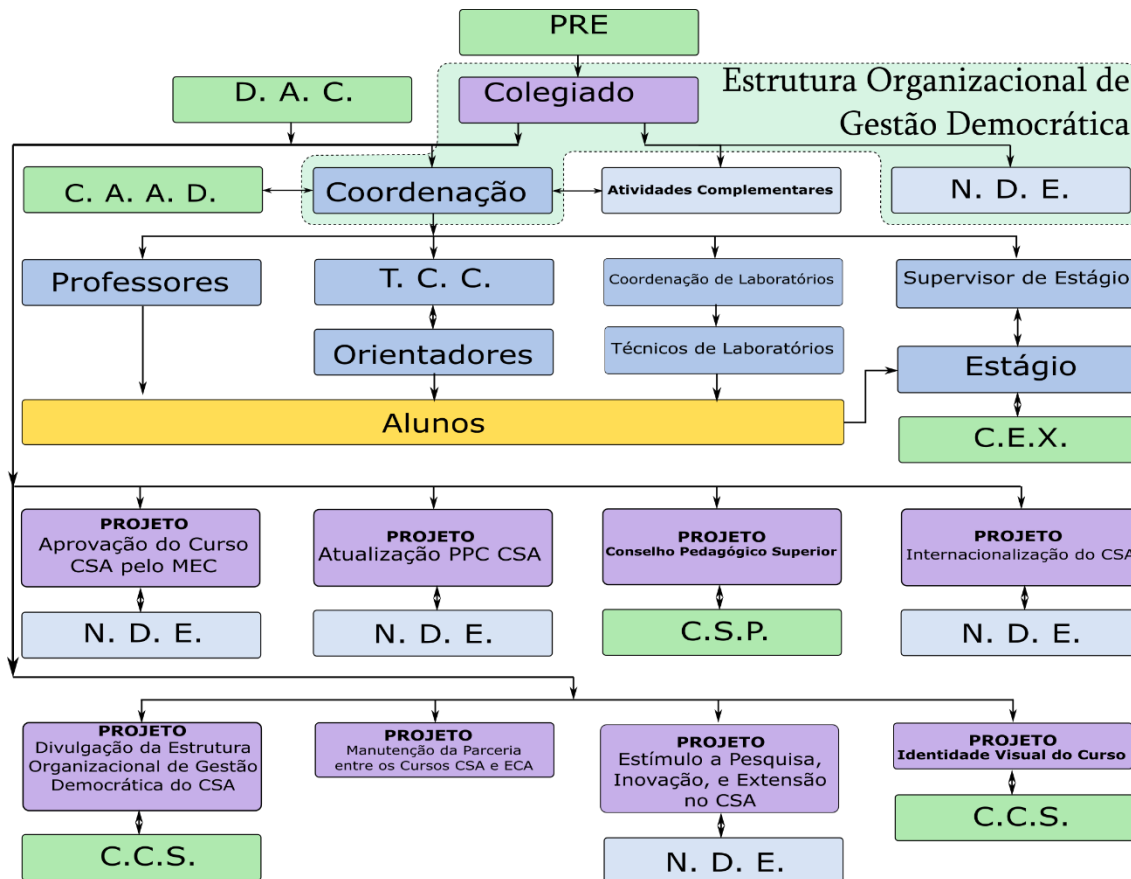 PRE
D. A. C.
Colegiado
Estrutura Organizacional de
Gestão Democrática
C. A. A. D.
Coordenação
Atividades Complementares
N. D. E.
Professores
T. C. C.
Coordenação de Laboratórios
Supervisor de Estágio
Orientadores
Técnicos de Laboratórios
Estágio
Alunos
C.E.X.
PROJETO
Aprovação do Curso
CSA pelo MEC
PROJETO
Atualização PPC CSA
PROJETO
Conselho Pedagógico Superior
PROJETO
Internacionalização do CSA
N. D. E.
N. D. E.
C.S.P.
N. D. E.
PROJETO
Divulgação da Estrutura
Organizacional de Gestão
Democrática do CSA
PROJETO
Manutenção da Parceria
entre os Cursos CSA e ECA
PROJETO
Estímulo a Pesquisa,
Inovação, e Extensão
no CSA
PROJETO
Identidade Visual do Curso
C.C.S.
N. D. E.
C.C.S.